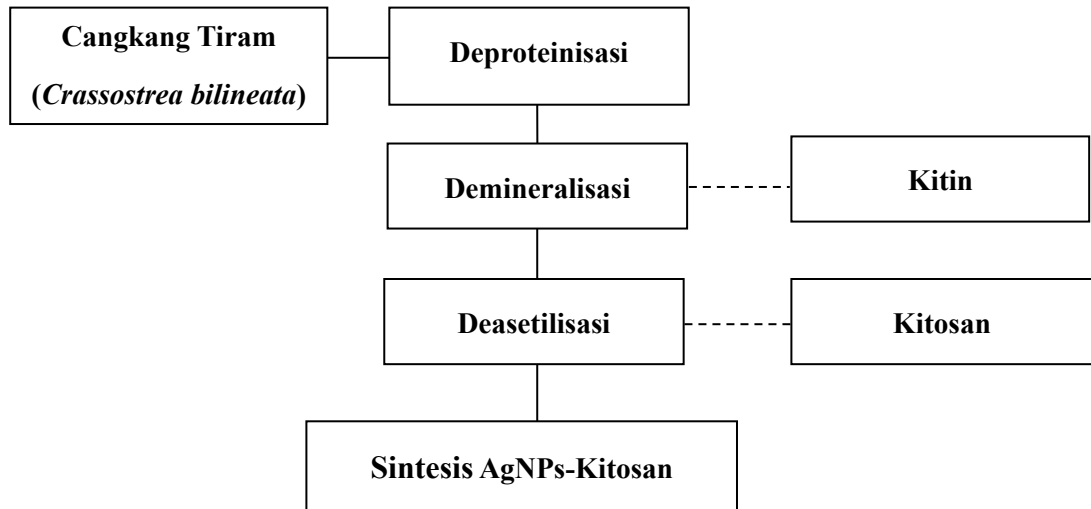 Cangkang Tiram
(Crassostrea bilineata)
Deproteinisasi
Demineralisasi
Kitin
Deasetilisasi
Kitosan
Sintesis AgNPs-Kitosan